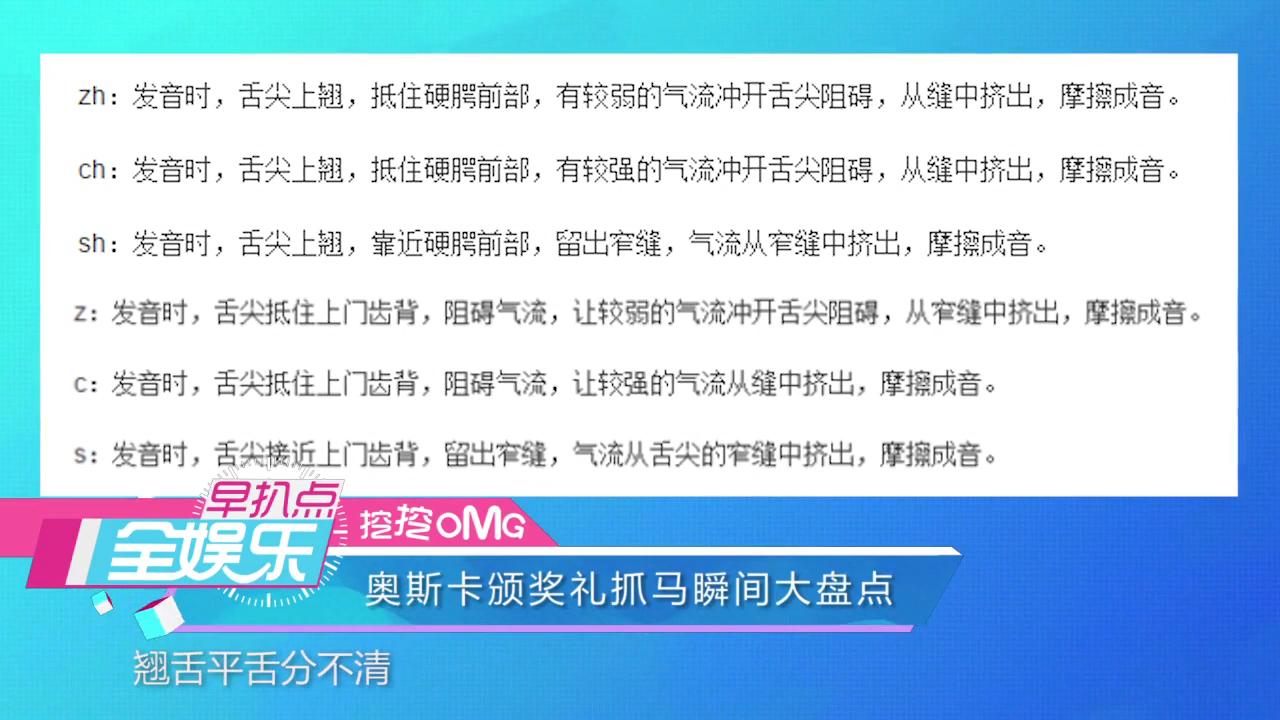 zh：发音时，舌尖上翘，抵住硬腭前部，有较弱的气流冲开舌尖阻碍，从缝中挤出，摩擦成音。
ch：发音时，舌尖上翘，抵住硬腭前部，有较强的气流冲开舌尖阻碍，从缝中挤出，摩擦成音。
sh：发音时，舌尖上翘，靠近硬腭前部，留出窄缝，气流从窄缝中挤出，摩擦成音。
z：发音时，舌尖抵住上门齿背，阻碍气流，让较弱的气流冲开舌尖阻碍，从窄缝中挤出，摩擦成音。
c：发音时，舌尖抵住上门齿背，阻碍气流，让较强的气流从缝中挤出，摩擦成音。
s：发音时，舌尖接近上门齿背，留出窄缝，气流从舌尖的窄缝中挤出，摩擦成音。
早扒点
全娱乐
挖挖OMG
奥斯卡颁奖礼抓马瞬间大盘点
翘舌平舌分不清